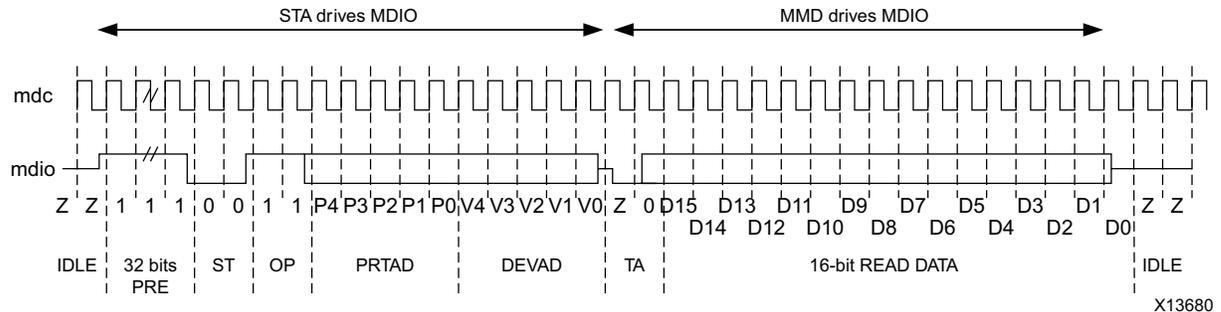 STA drives MDIO MMD drives MDIO
mdc
mdio
Z Z 1 1 1 0 0 1 1 P4 P3 P2 P1 P0 V4 V3 V2 V1 V0 Z 0 D15 D13 D11 D9 D7 D5 D3 D1 Z Z
D14 D12 D10 D8 D6 D4 D2 D0
IDLE 32 bits ST OP PRTAD DEVAD TA 16-bit READ DATA IDLE
PRE
X13680